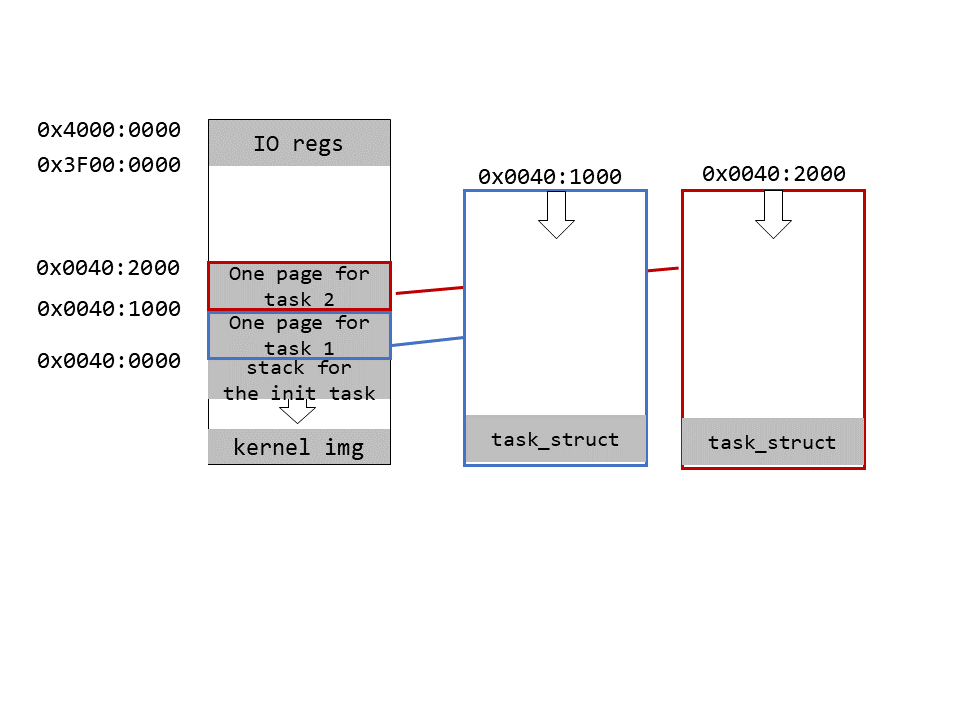 0x4000:0000
IO regs
0x3F00:0000
0x0040:1000
0x0040:2000
0x0040:2000
One page for
task 2
0x0040:1000
One page for
task 1
0x0040:0000
stack for
the init task
kernel img
task_struct
task_struct